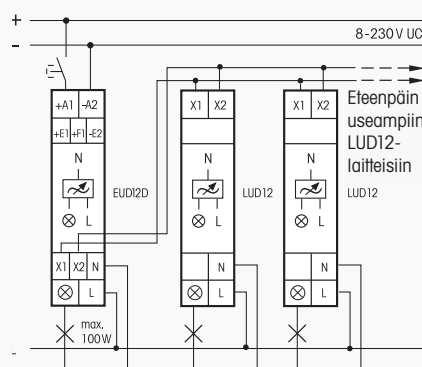 +
-
8-230 V UC
+A1 -A2
+E1 +F1 -E2
N
L
EUD12D
X1 X2 N
L
max.
100W
X1 X2
N
L
LUD12
N
L
X1 X2
N
L
LUD12
N
L
Eteenpäin
useampiin
LUD12-
laitteisiin
L